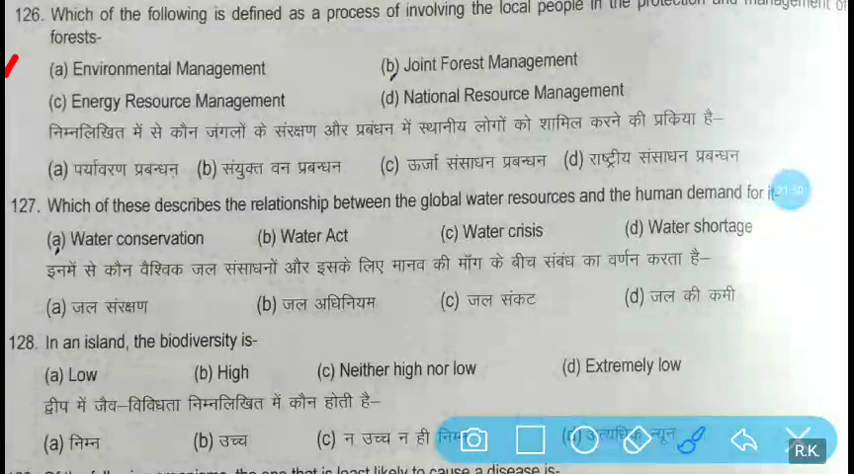 126. Which of the following is defined as a process of involving the local people in the protection and management of
forests-
(a) Environmental Management (b) Joint Forest Management
(c) Energy Resource Management (d) National Resource Management
निम्नलिखित में से कौन जंगलों के संरक्षण और प्रबंधन में स्थानीय लोगों को शामिल करने की प्रकिया है–
(a) पर्यावरण प्रबन्धन (b) संयुक्त वन प्रबन्धन (c) ऊर्जा संसाधन प्रबन्धन (d) राष्ट्रीय संसाधन प्रबन्धन
127. Which of these describes the relationship between the global water resources and the human demand for it-
(a) Water conservation (b) Water Act (c) Water crisis (d) Water shortage
इनमें से कौन वैश्विक जल संसाधनों और इसके लिए मानव की माँग के बीच संबंध का वर्णन करता है–
(a) जल संरक्षण (b) जल अधिनियम (c) जल संकट (d) जल की कमी
128. In an island, the biodiversity is-
(a) Low (b) High (c) Neither high nor low (d) Extremely low
द्वीप में जैव–विविधता निम्नलिखित में कौन होती है–
(a) निम्न (b) उच्च (c) न उच्च न ही निम्न (d) अत्यधिक न्यून
R.K.